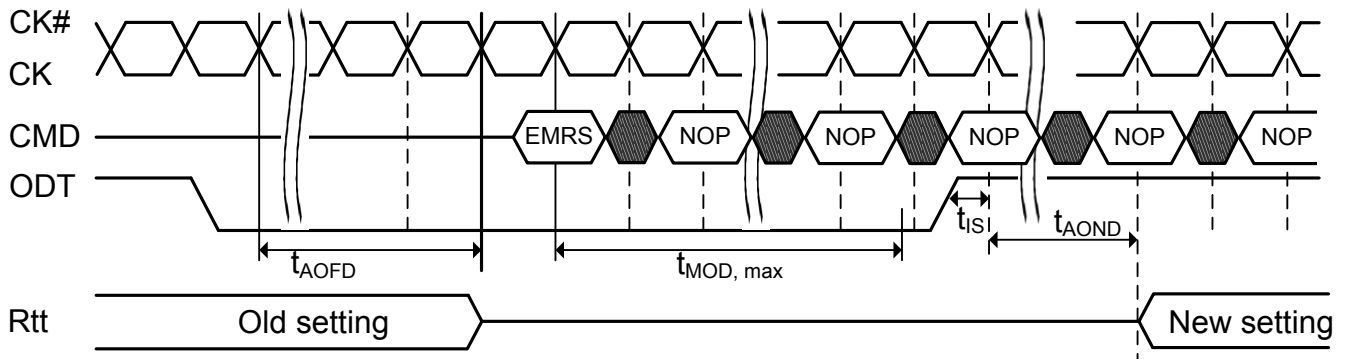 CK#
CK
CMD EMRS NOP NOP NOP NOP NOP
ODT
tIS tAOND
tAOFD tMOD, max
Rtt Old setting New setting